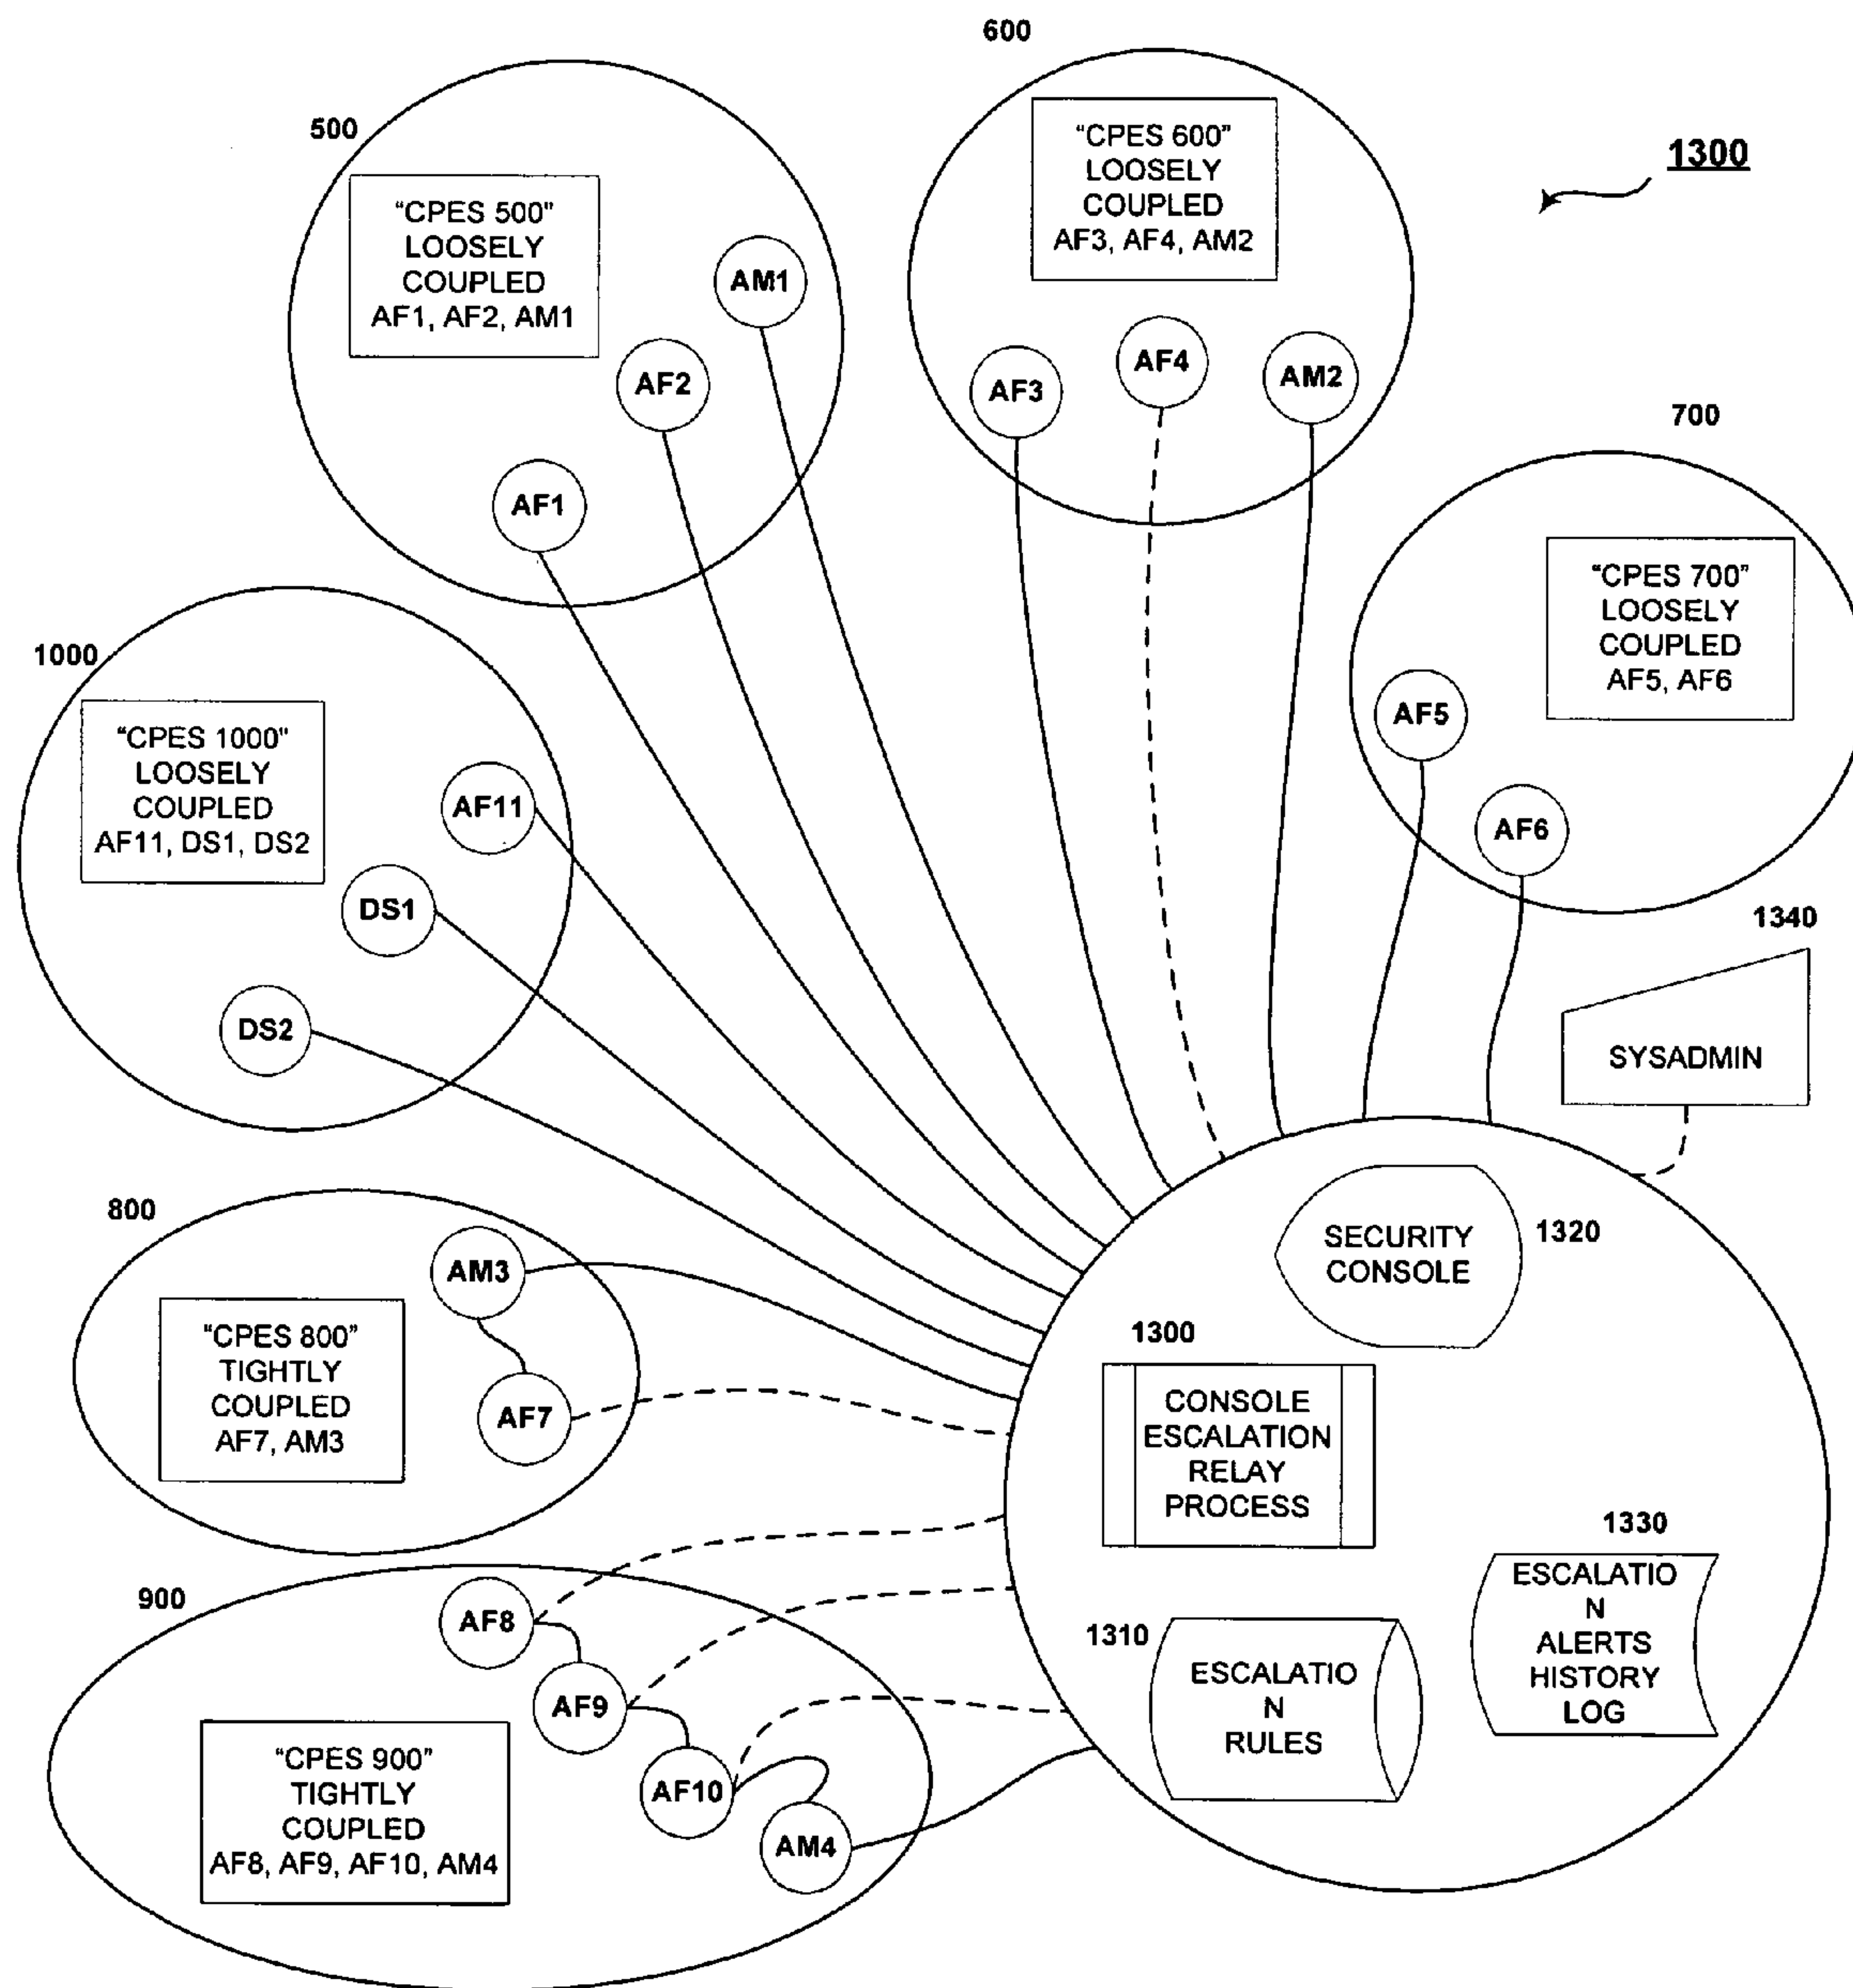 600
500
"CPES 600"
LOOSELY
COUPLED
AF3, AF4, AM2
1300
"CPES 500"
LOOSELY
COUPLED
AF1, AF2, AM1
AM1
AF2
AF1
AF3
AF4
AM2
700
"CPES 700"
LOOSELY
COUPLED
AF5, AF6
AF5
AF6
1000
"CPES 1000"
LOOSELY
COUPLED
AF11, DS1, DS2
AF11
DS1
DS2
1340
SYSADMIN
800
AM3
"CPES 800"
TIGHTLY
COUPLED
AF7, AM3
AF7
SECURITY
CONSOLE
1320
1300
CONSOLE
ESCALATION
RELAY
PROCESS
1330
ESCALATIO
N
ALERTS
HISTORY
LOG
1310
ESCALATIO
N
RULES
900
AF8
AF9
AF10
AM4
"CPES 900"
TIGHTLY
COUPLED
AF8, AF9, AF10, AM4